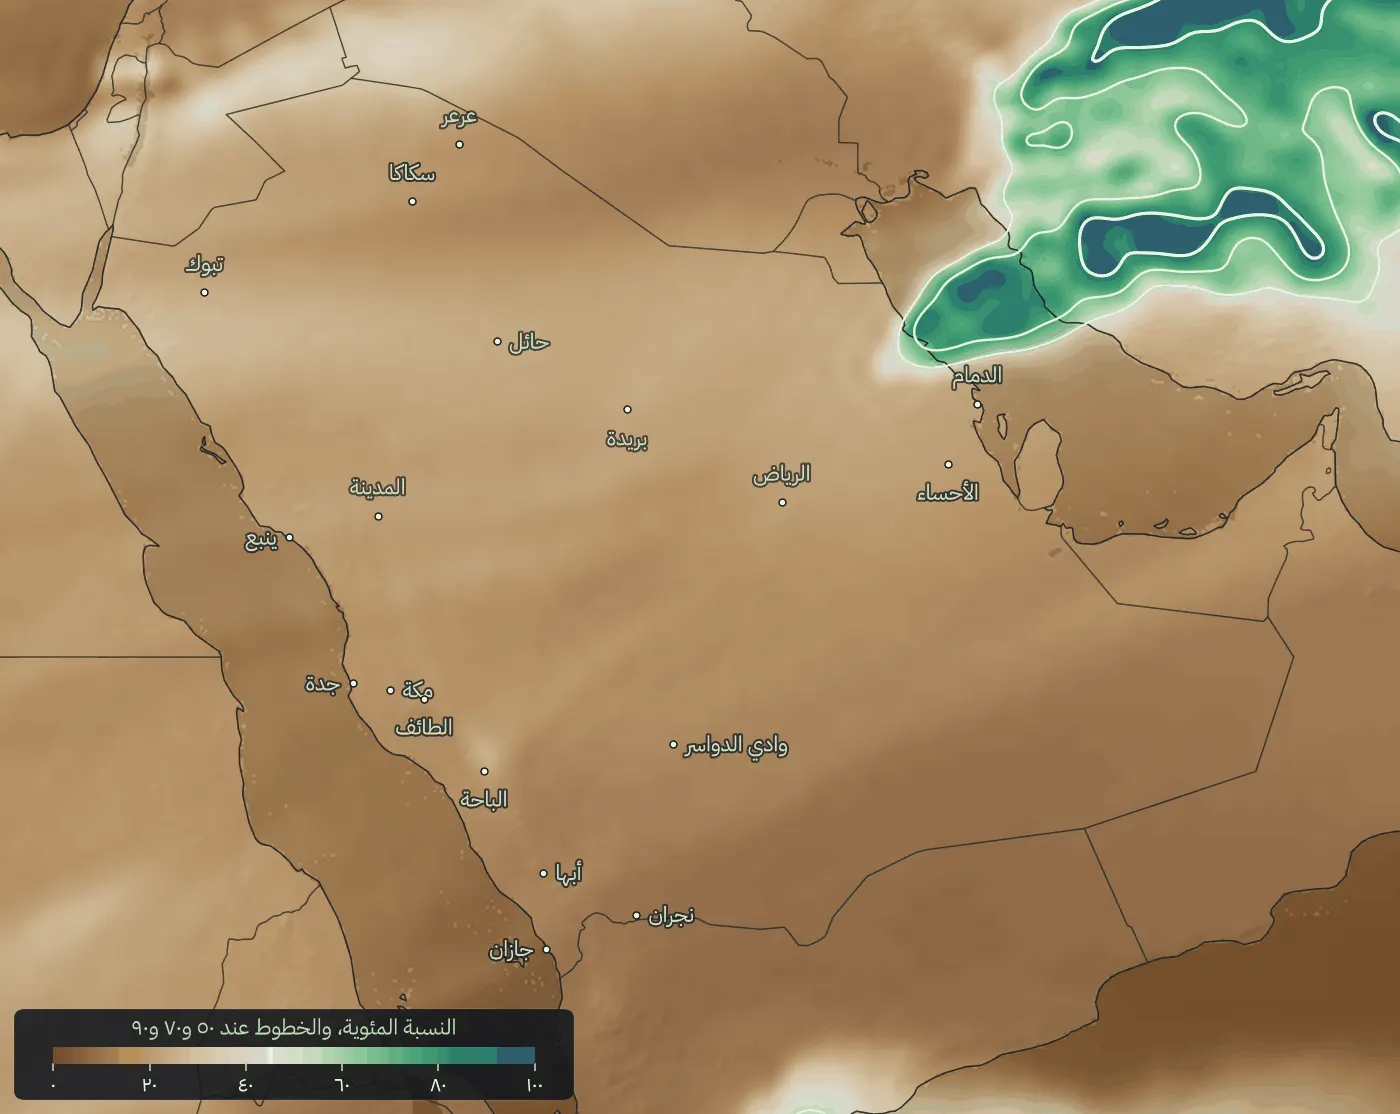 عرعر
سكاكا
تبوك
حائل
الدمام
بريدة
الرياض
المدينة
الأحساء
ينبع
جدة
مكة
الطائف
وادي الدواسر
الباحة
أبها
نجران
جازان
النسبة المئوية، والخطوط عند ٥٠ و٧٠ و٩٠
٠ ٢٠ ٤٠ ٦٠ ٨٠ ١٠٠